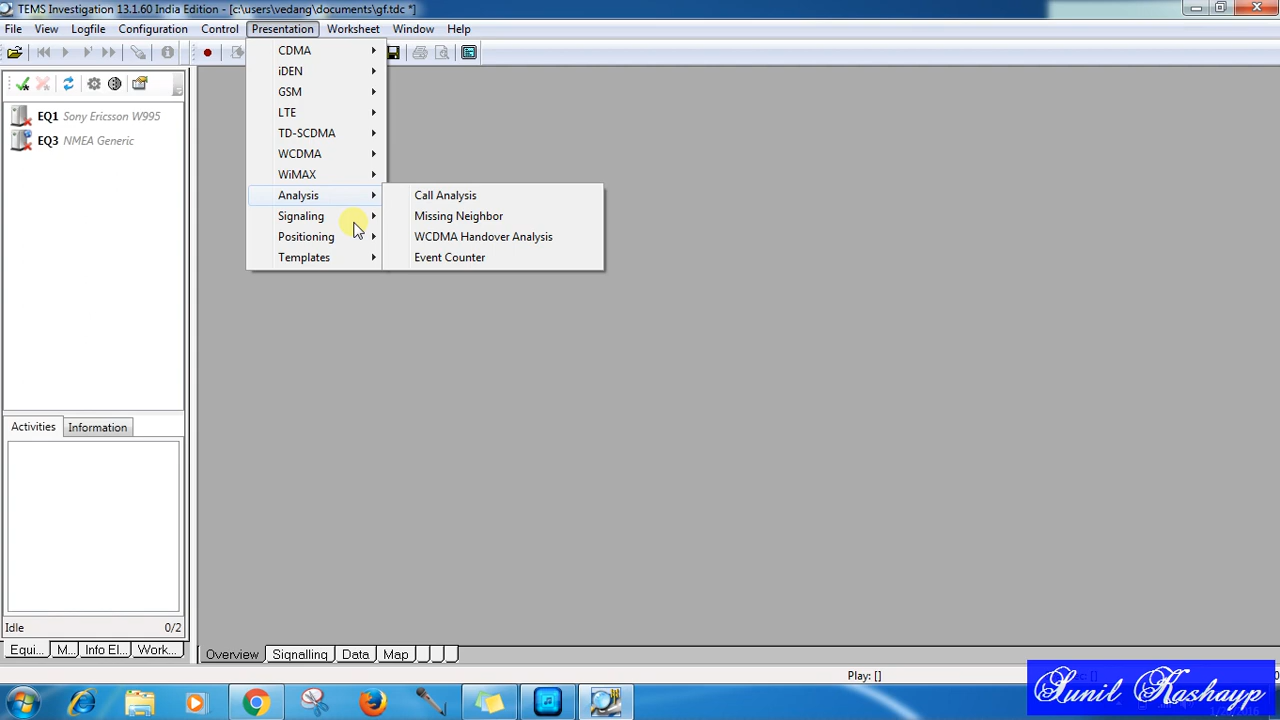 TEMS Investigation 13.1.60 India Edition - [c:\users\vedang\documents\gf.tdc *]
File View Logfile Configuration Control Presentation Worksheet Window Help
CDMA
iDEN
GSM
LTE
TD-SCDMA
WCDMA
WiMAX
Analysis
Signaling
Positioning
Templates
Call Analysis
Missing Neighbor
WCDMA Handover Analysis
Event Counter
EQ1 Sony Ericsson W995
EQ3 NMEA Generic
Activities Information
Idle 0/2
Equi... M... Info El... Work...
Overview Signalling Data Map
Play: []
Sunil Kashayp